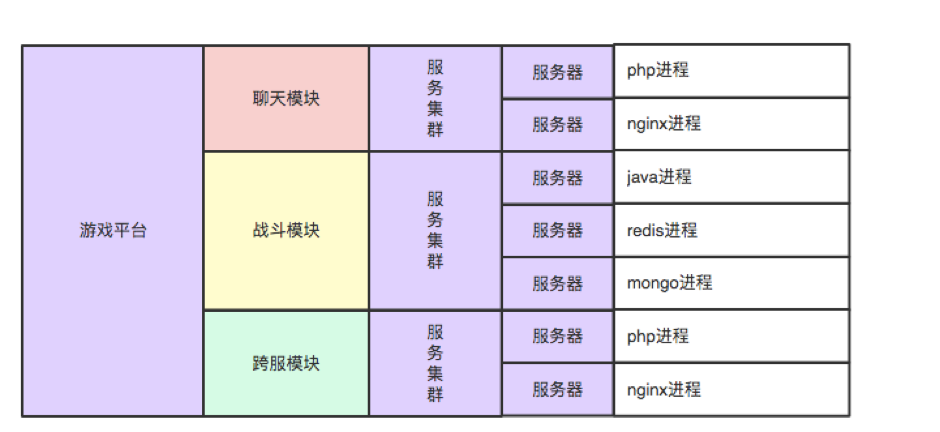 游戏平台
聊天模块
服务集群
服务器
php进程
服务器
nginx进程
战斗模块
服务集群
服务器
java进程
服务器
redis进程
服务器
mongo进程
跨服模块
服务集群
服务器
php进程
服务器
nginx进程